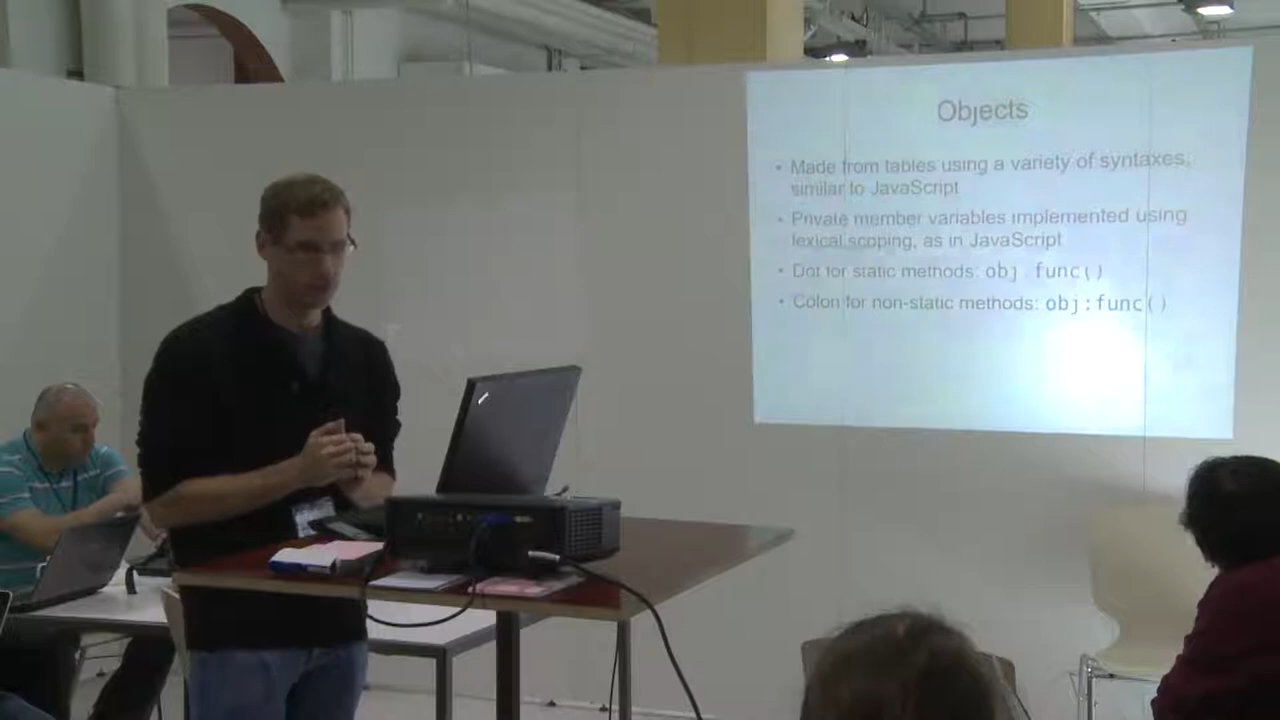 Objects
• Made from tables using a variety of syntaxes,
similar to JavaScript
• Private member variables implemented using
lexical scoping, as in JavaScript
• Dot for static methods: obj.func()
• Colon for non-static methods: obj:func()